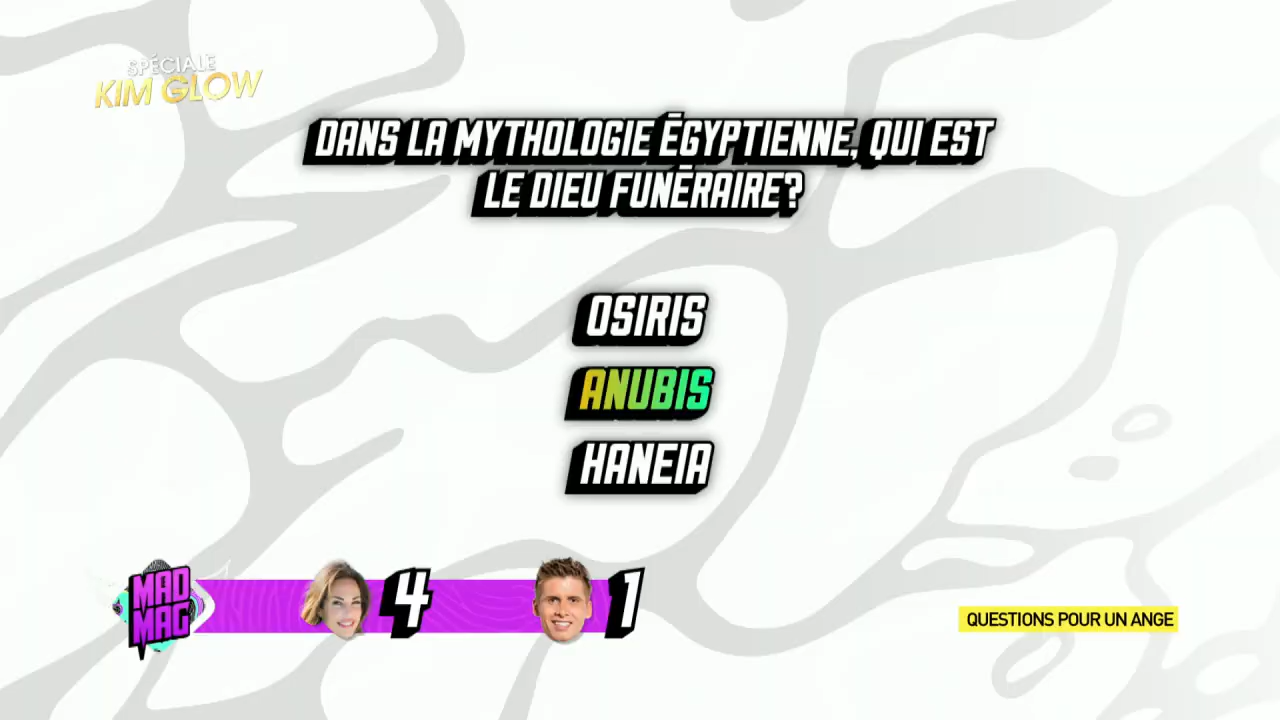 SPÉCIALE
KIM GLOW
DANS LA MYTHOLOGIE ÉGYPTIENNE, QUI EST
LE DIEU FUNÉRAIRE?
OSIRIS
ANUBIS
HANEIA
MAD
MAG
4
1
QUESTIONS POUR UN ANGE